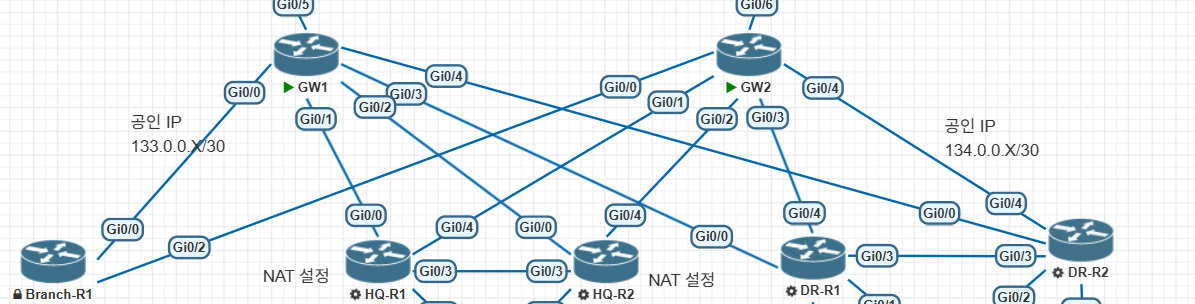 Gi0/5
Gi0/6
GW1
GW2
Gi0/0
Gi0/4
Gi0/3
Gi0/2
Gi0/1
Gi0/0
Gi0/1
Gi0/2
Gi0/3
Gi0/4
공인 IP
133.0.0.X/30
공인 IP
134.0.0.X/30
Gi0/0
Gi0/2
Gi0/0
Gi0/4
Gi0/0
Gi0/4
Gi0/0
Gi0/4
Gi0/0
Gi0/4
Gi0/3
Gi0/3
Gi0/3
Gi0/3
NAT 설정
NAT 설정
Branch-R1
HQ-R1
HQ-R2
DR-R1
DR-R2
Gi0/2
Gi0/1